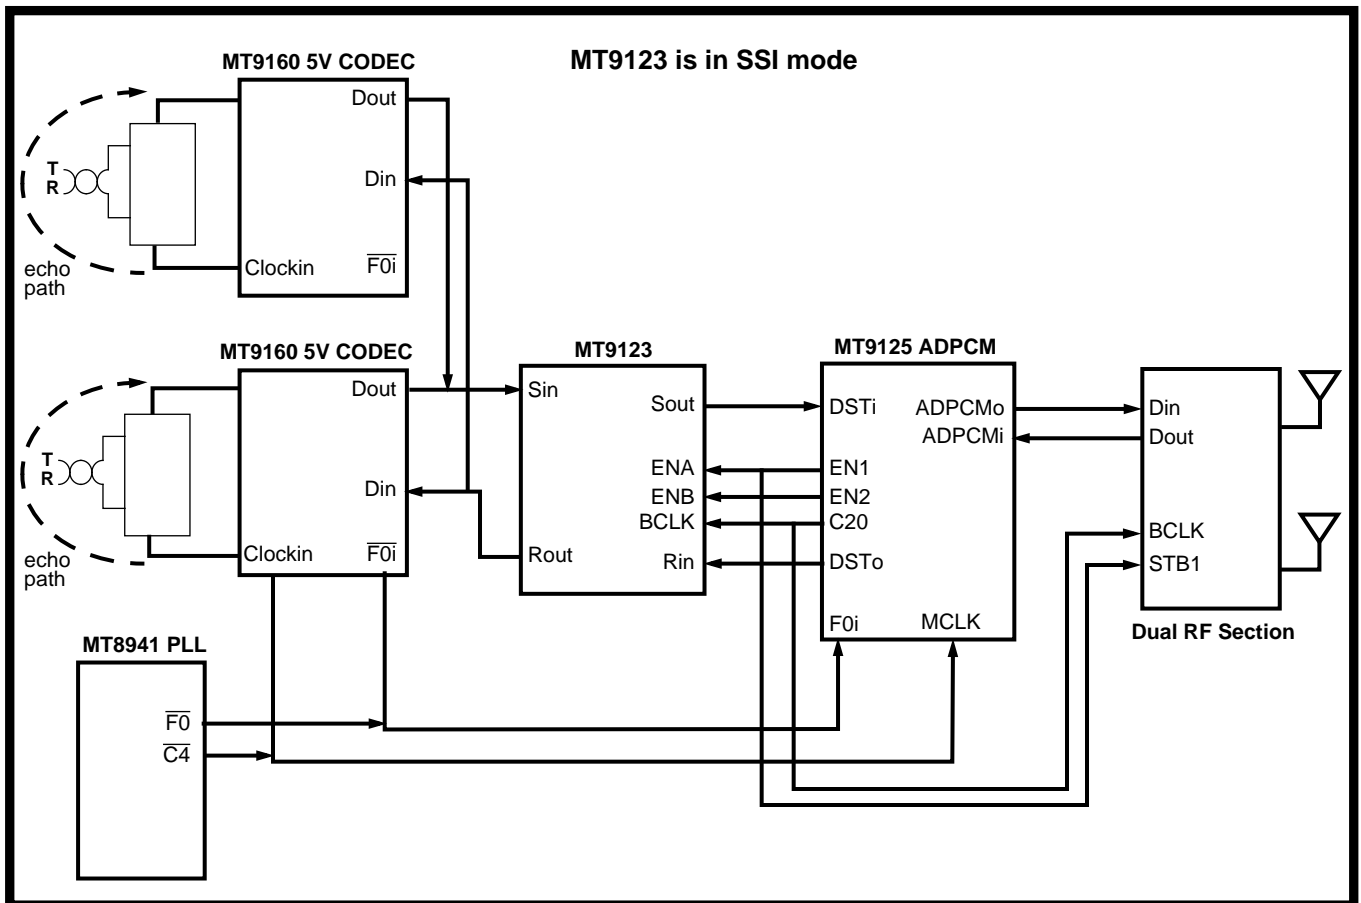 MT9123 is in SSI mode
MT9160 5V CODEC
Dout
Din
Clockin
F0i
T
R
echo
path
MT9160 5V CODEC
Dout
Din
Clockin
F0i
T
R
echo
path
MT9123
Sin
Sout
ENA
ENB
BCLK
Rout
Rin
MT9125 ADPCM
DSTi
ADPCMo
ADPCMi
EN1
EN2
C20
DSTo
F0i
MCLK
Din
Dout
BCLK
STB1
Dual RF Section
MT8941 PLL
F0
C4